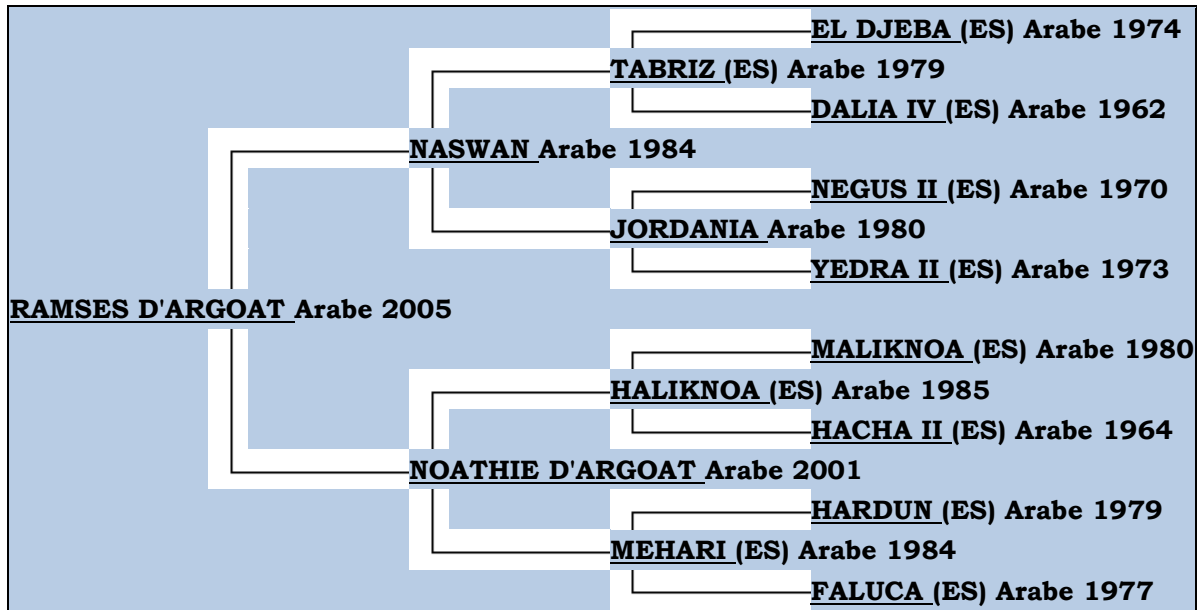 EL DJEBA (ES) Arabe 1974
TABRIZ (ES) Arabe 1979
DALIA IV (ES) Arabe 1962
NASWAN Arabe 1984
NEGUS II (ES) Arabe 1970
JORDANIA Arabe 1980
YEDRA II (ES) Arabe 1973
RAMSES D'ARGOAT Arabe 2005
MALIKNOA (ES) Arabe 1980
HALIKNOA (ES) Arabe 1985
HACHA II (ES) Arabe 1964
NOATHIE D'ARGOAT Arabe 2001
HARDUN (ES) Arabe 1979
MEHARI (ES) Arabe 1984
FALUCA (ES) Arabe 1977